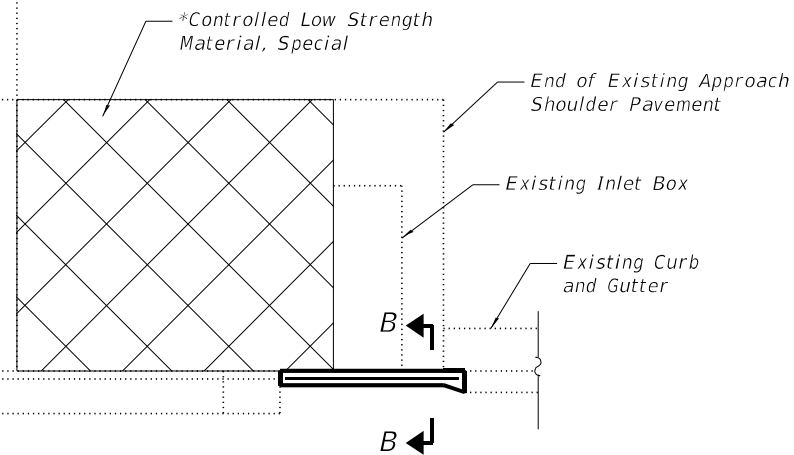 *Controlled Low Strength
Material, Special
End of Existing Approach
Shoulder Pavement
Existing Inlet Box
Existing Curb
and Gutter
B
B